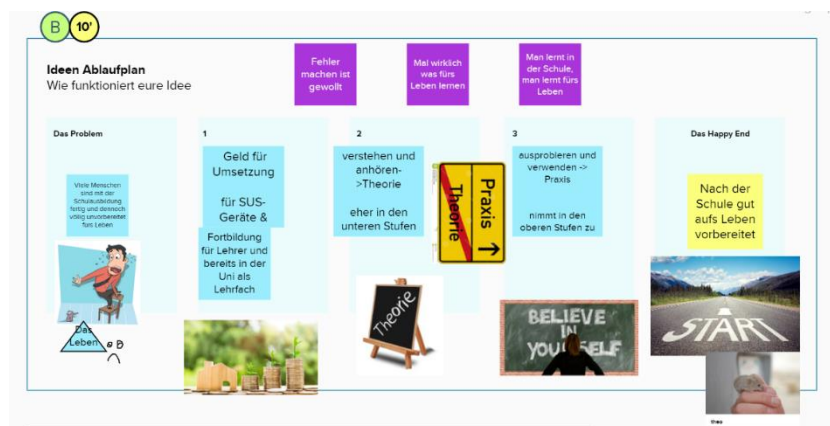 B
10'
Ideen Ablaufplan
Wie funktioniert eure Idee
Fehler
machen ist
gewollt
Mal wirklich
was fürs
Leben lernen
Man lernt in
der Schule,
man lernt fürs
Leben
Das Problem
Viele Menschen
sind mit der
Schulausbildung
fertig und dennoch
völlig unvorbereitet
fürs Leben
Das
Leben
B
1
Geld für
Umsetzung
für SUS-
Geräte &
Fortbildung
für Lehrer und
bereits in der
Uni als
Lehrfach
2
verstehen und
anhören-
>Theorie
eher in den
unteren Stufen
Praxis
Theorie
Theorie
3
ausprobieren und
verwenden ->
Praxis
nimmt in den
oberen Stufen zu
BELIEVE
IN
YOURSELF
Das Happy End
Nach der
Schule gut
aufs Leben
vorbereitet
START
theo